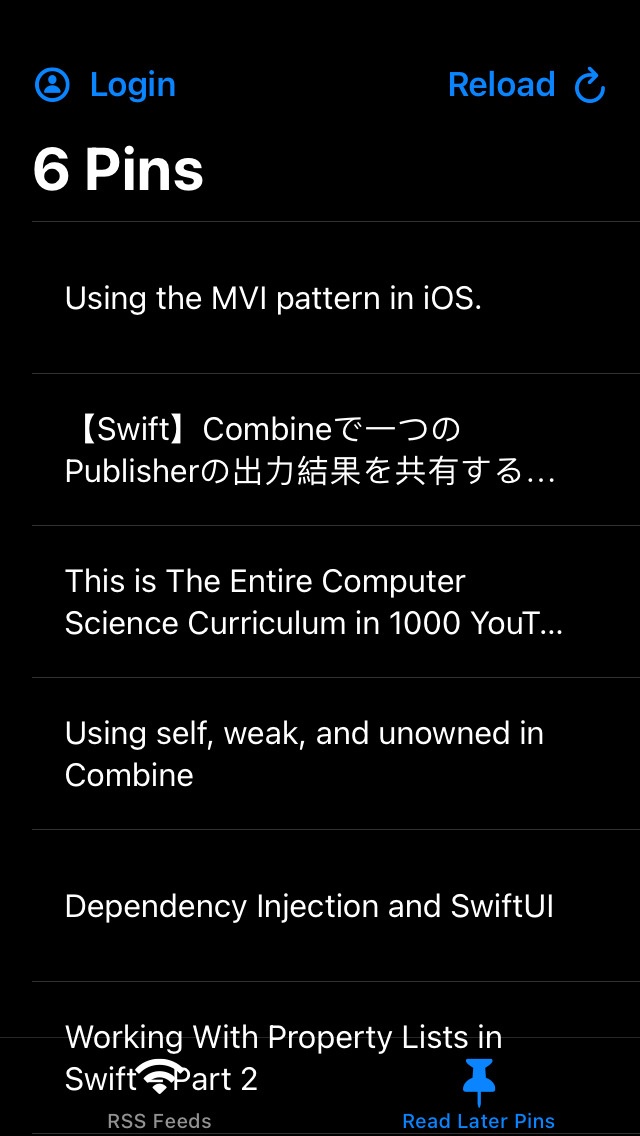 Login
Reload
6 Pins
Using the MVI pattern in iOS.
【Swift】Combineで一つの
Publisherの出力結果を共有する…
This is The Entire Computer
Science Curriculum in 1000 YouT...
Using self, weak, and unowned in
Combine
Dependency Injection and SwiftUI
Working With Property Lists in
Swift Part 2
RSS Feeds
Read Later Pins